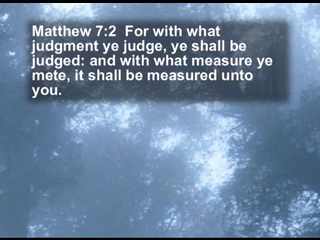 Matthew 7:2  For with what
judgment ye judge, ye shall be
judged: and with what measure ye
mete, it shall be measured unto
you.